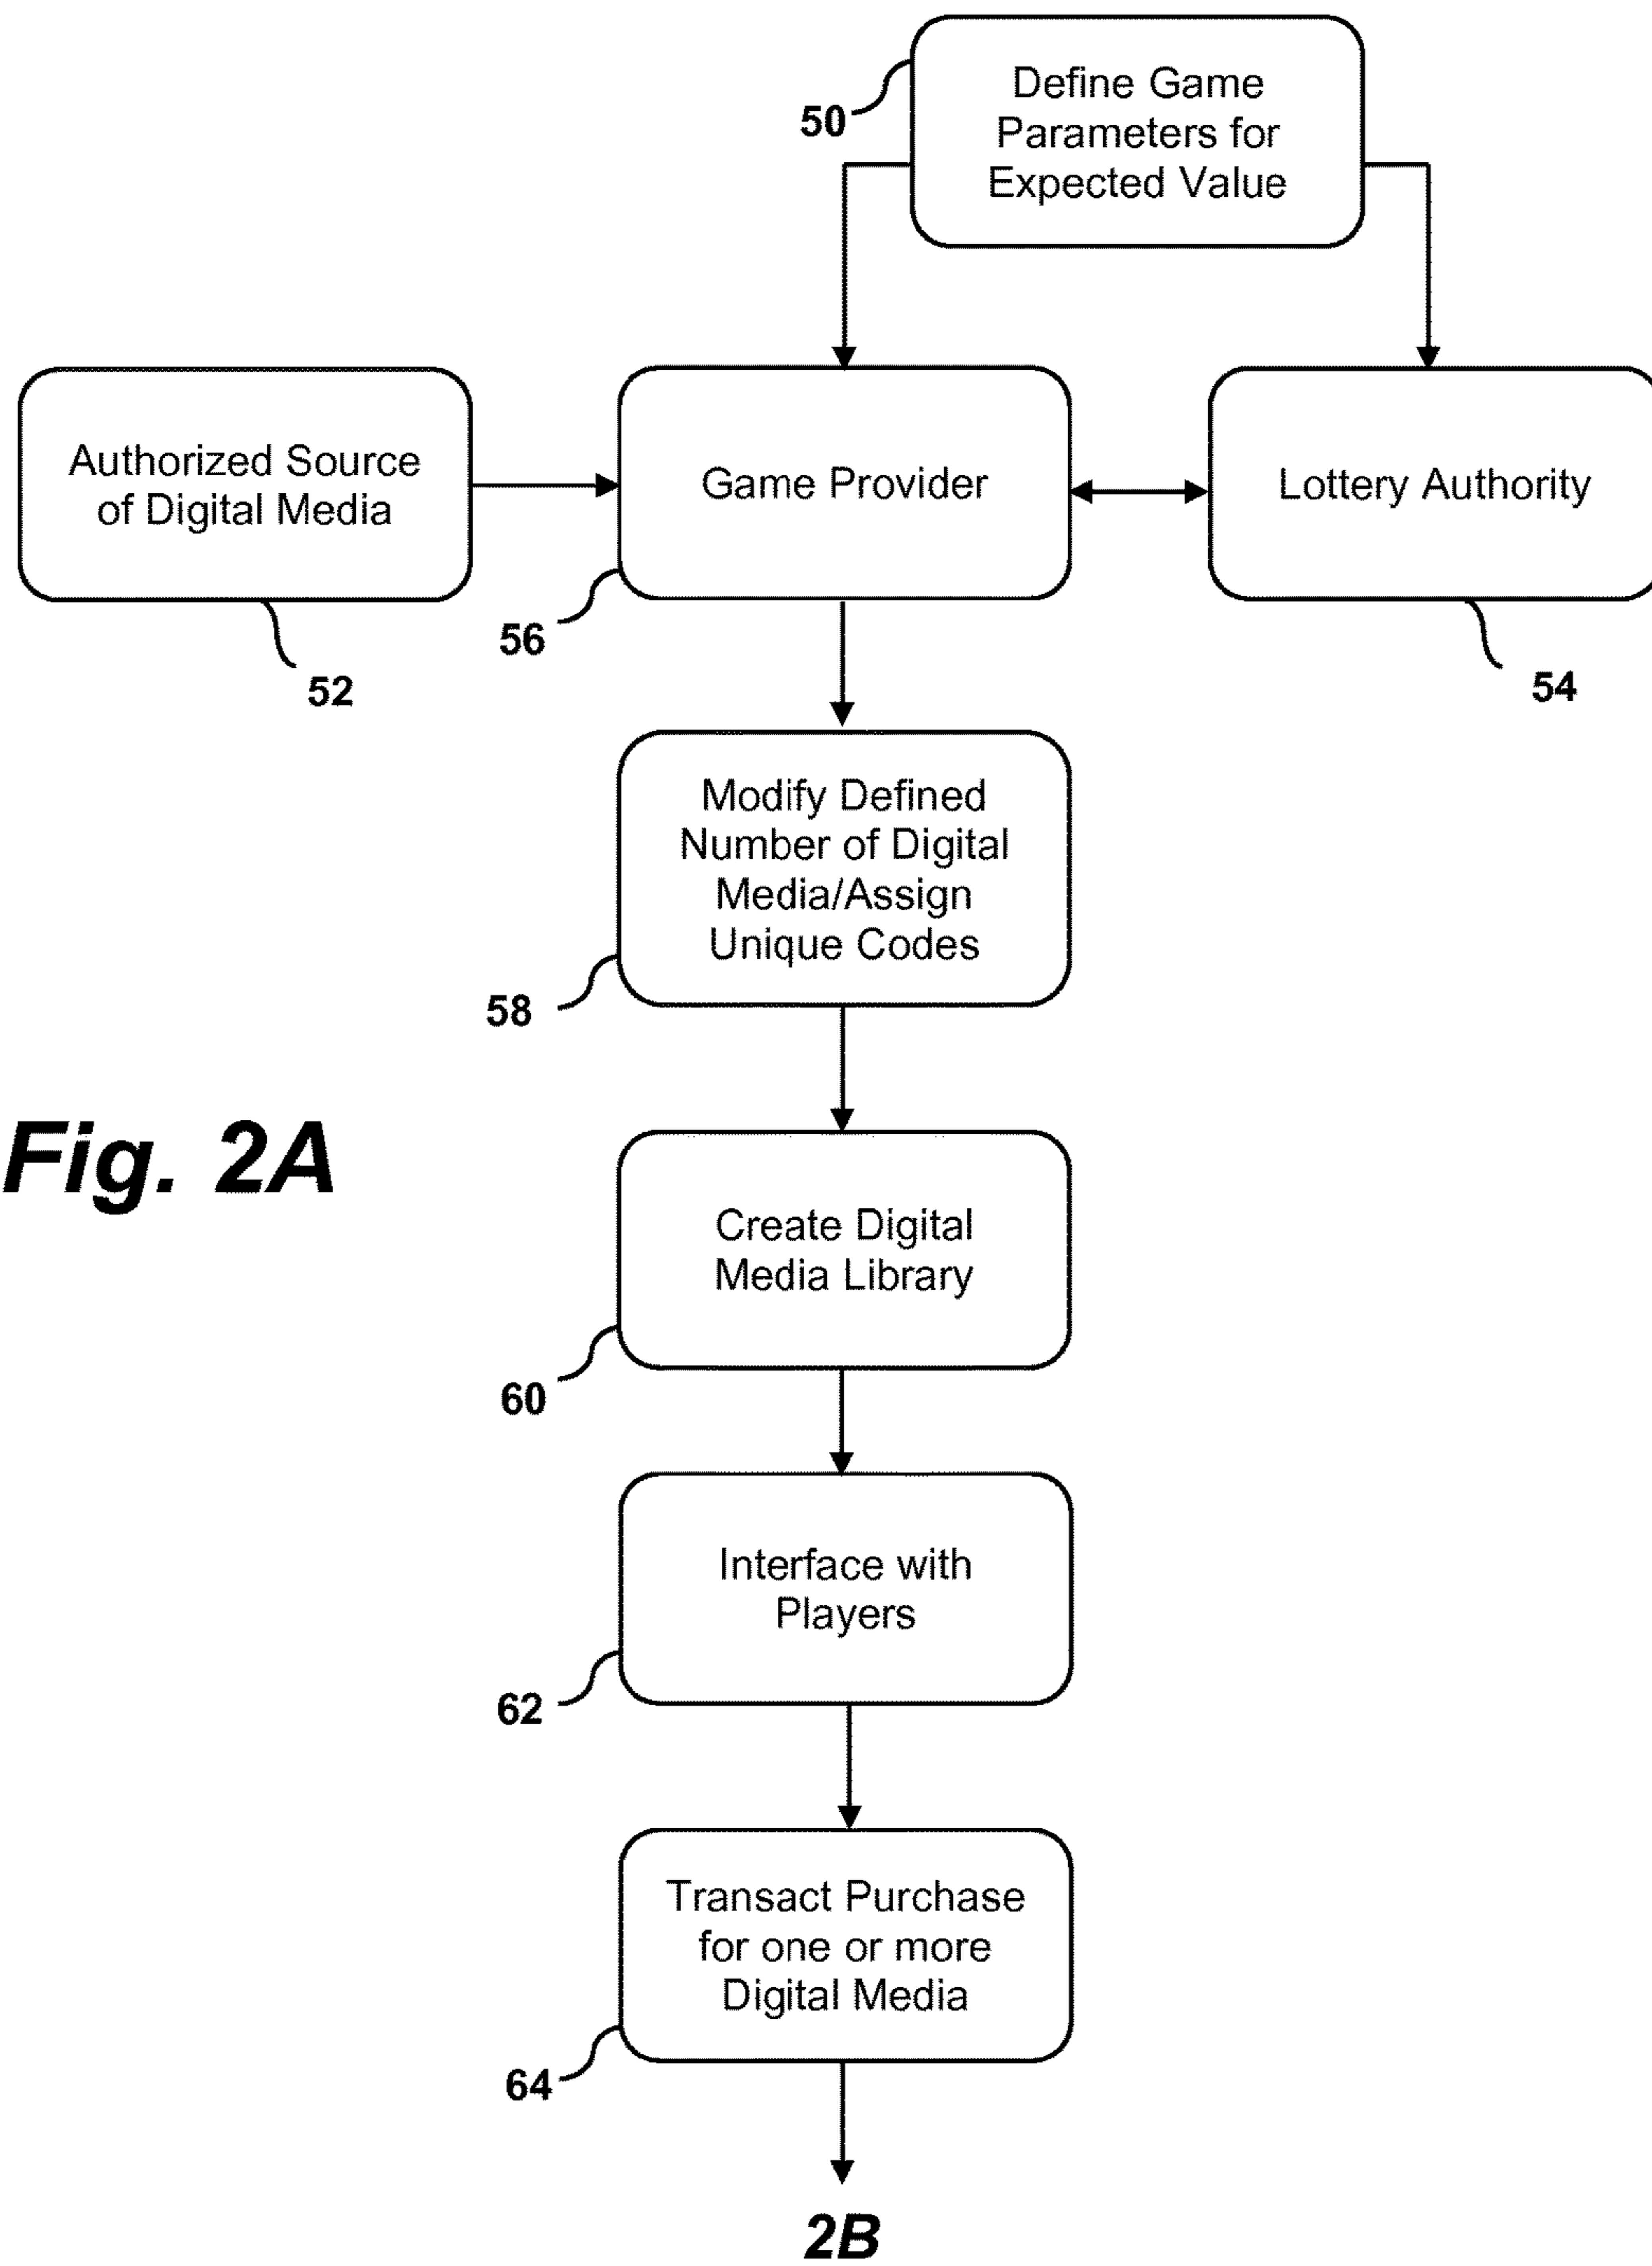 Define Game
Parameters for
Expected Value
50
Authorized Source
of Digital Media
Game Provider
Lottery Authority
52
56
54
Modify Defined
Number of Digital
Media/Assign
Unique Codes
58
Fig. 2A
Create Digital
Media Library
60
Interface with
Players
62
Transact Purchase
for one or more
Digital Media
64
2B